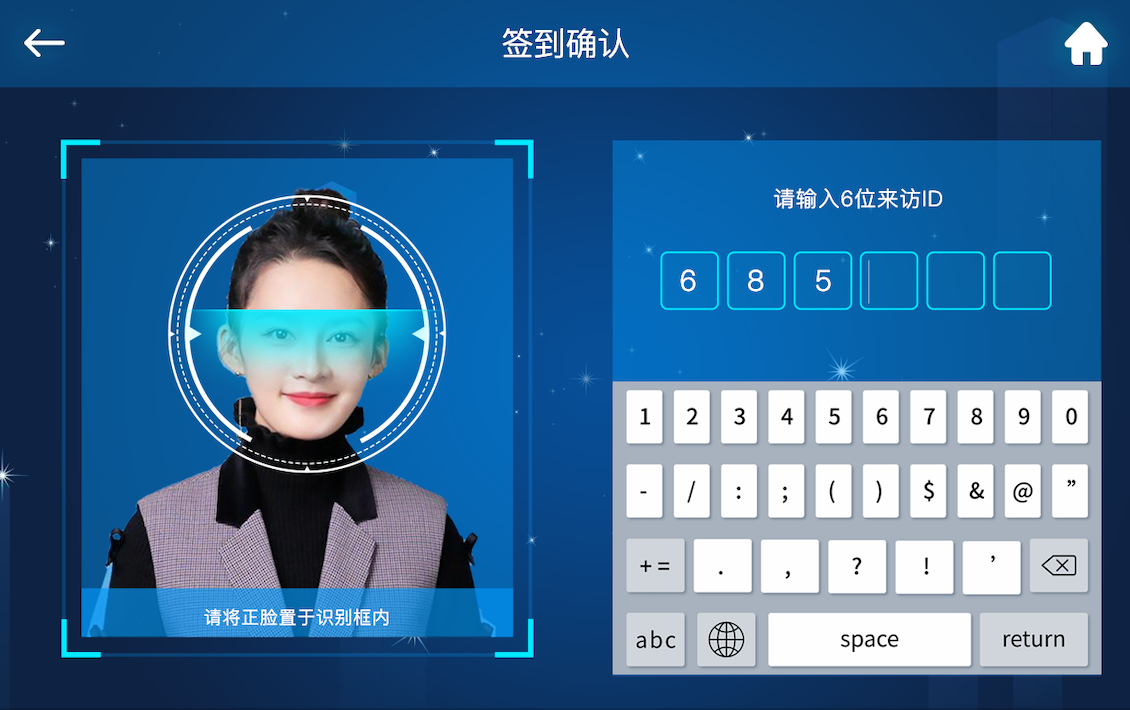 签到确认
请将正脸置于识别框内
请输入6位来访ID
6 8 5
1 2 3 4 5 6 7 8 9 0
- / : ; ( ) $ & @ ”
+= . , ? ! ’
abc space return